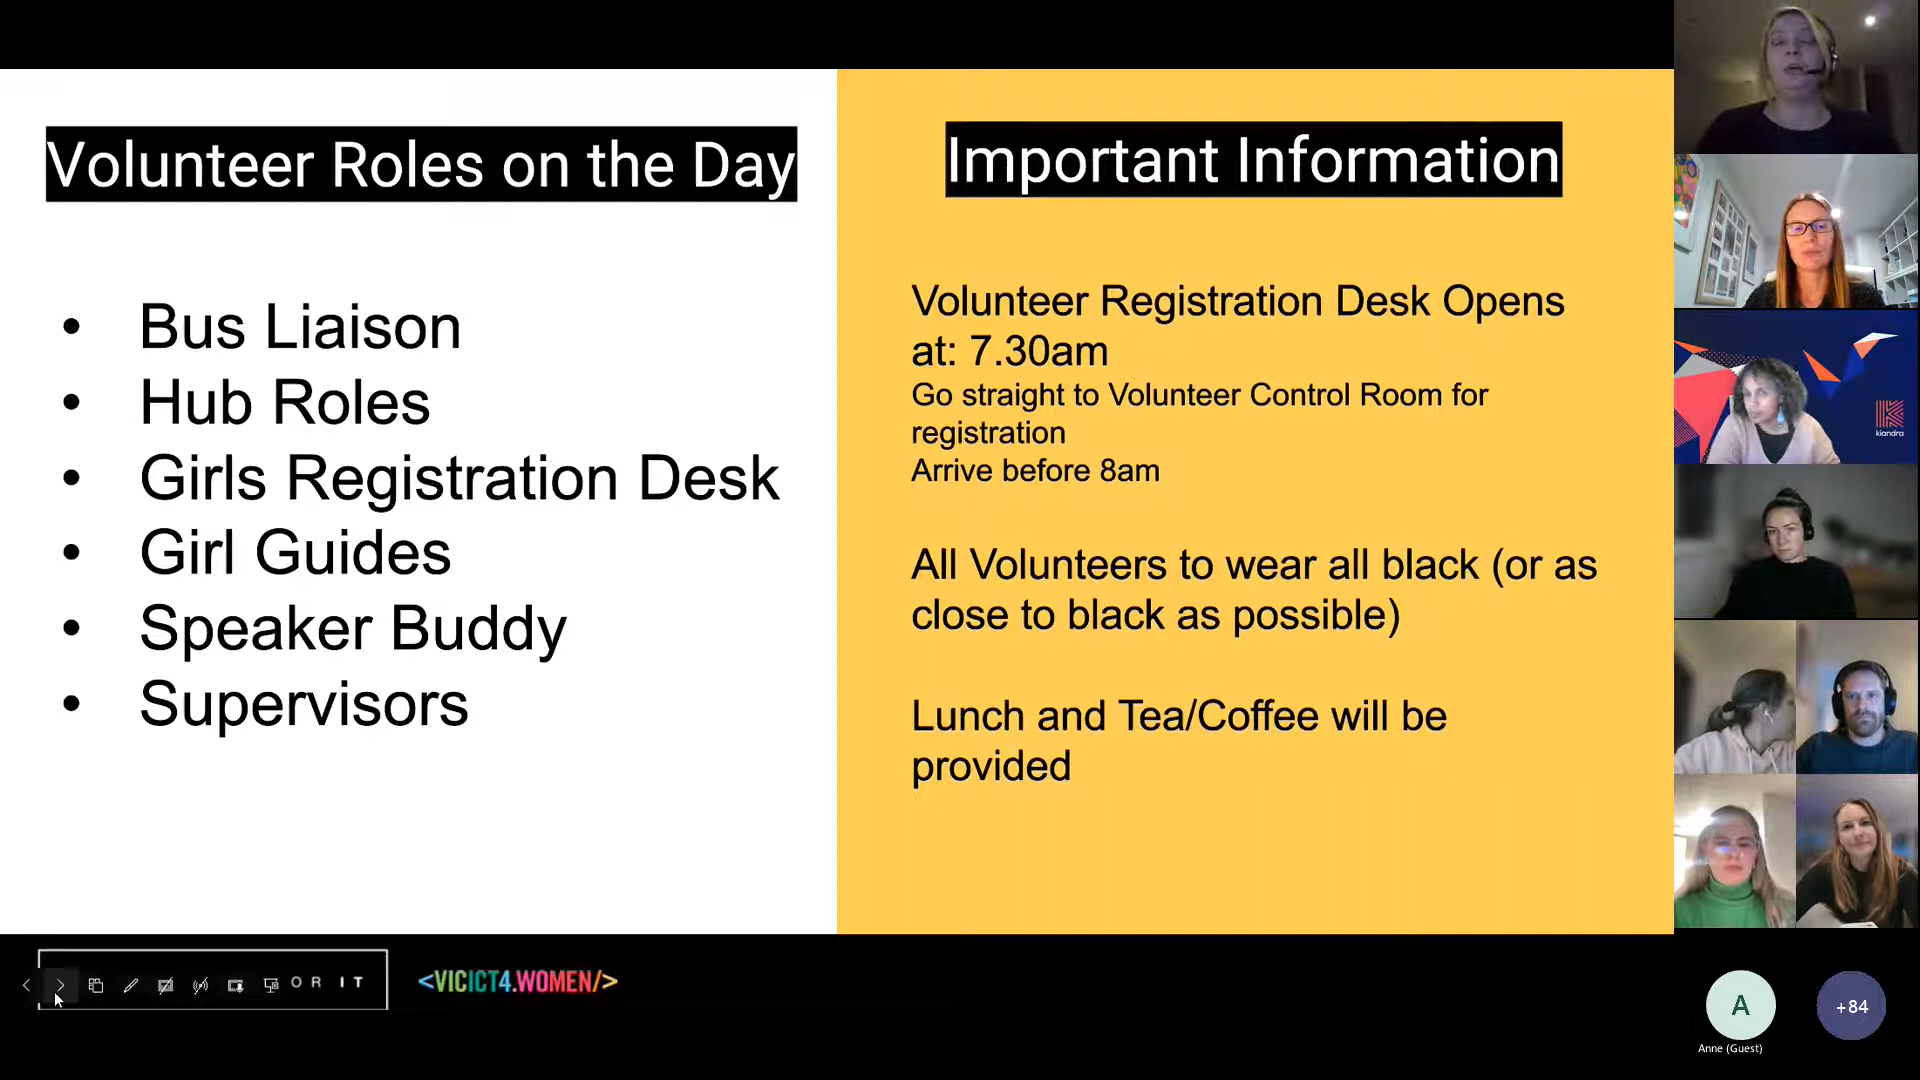 Volunteer Roles on the Day
• Bus Liaison
• Hub Roles
• Girls Registration Desk
• Girl Guides
• Speaker Buddy
• Supervisors
Important Information
Volunteer Registration Desk Opens
at: 7.30am
Go straight to Volunteer Control Room for
registration
Arrive before 8am
All Volunteers to wear all black (or as
close to black as possible)
Lunch and Tea/Coffee will be
provided
OR IT
<VICICT4.WOMEN/>
kiandra
A
Anne (Guest)
+84